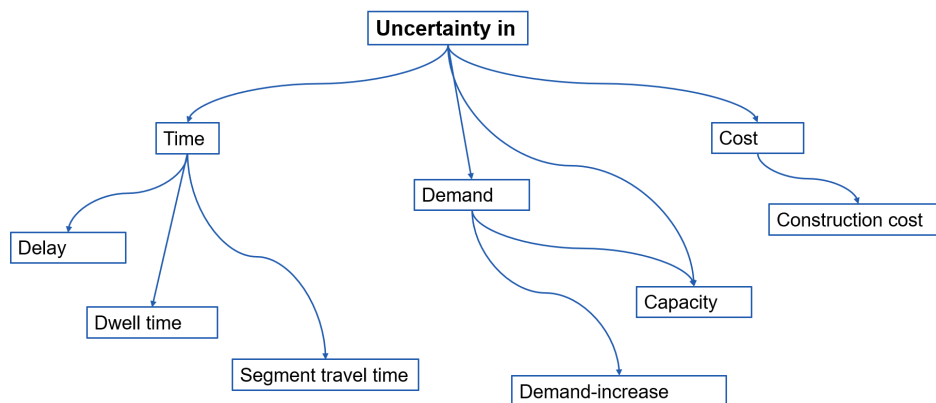 Uncertainty in
Time
Cost
Demand
Construction cost
Delay
Capacity
Dwell time
Segment travel time
Demand-increase